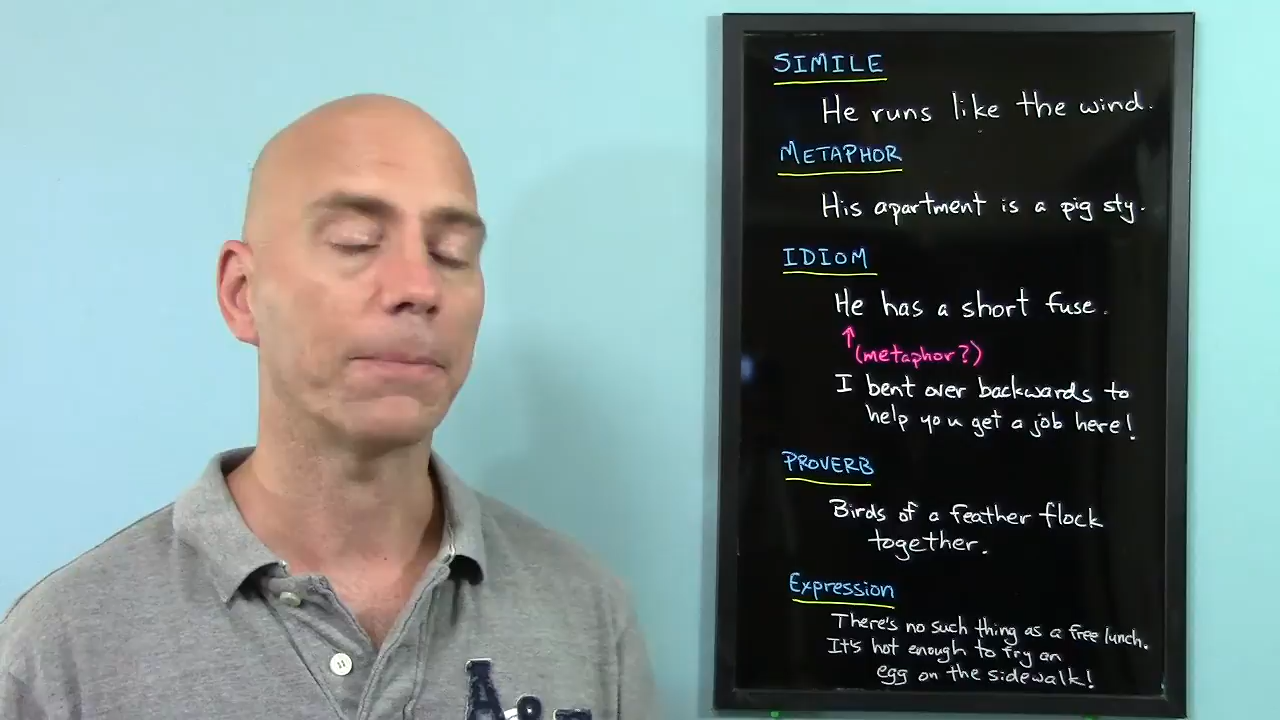 SIMILE
He runs like the wind.
METAPHOR
His apartment is a pig sty.
IDIOM
He has a short fuse.
(metaphor?)
I bent over backwards to
help you get a job here!
PROVERB
Birds of a feather flock
together.
Expression
There's no such thing as a free lunch.
It's hot enough to fry an
egg on the sidewalk!
A &